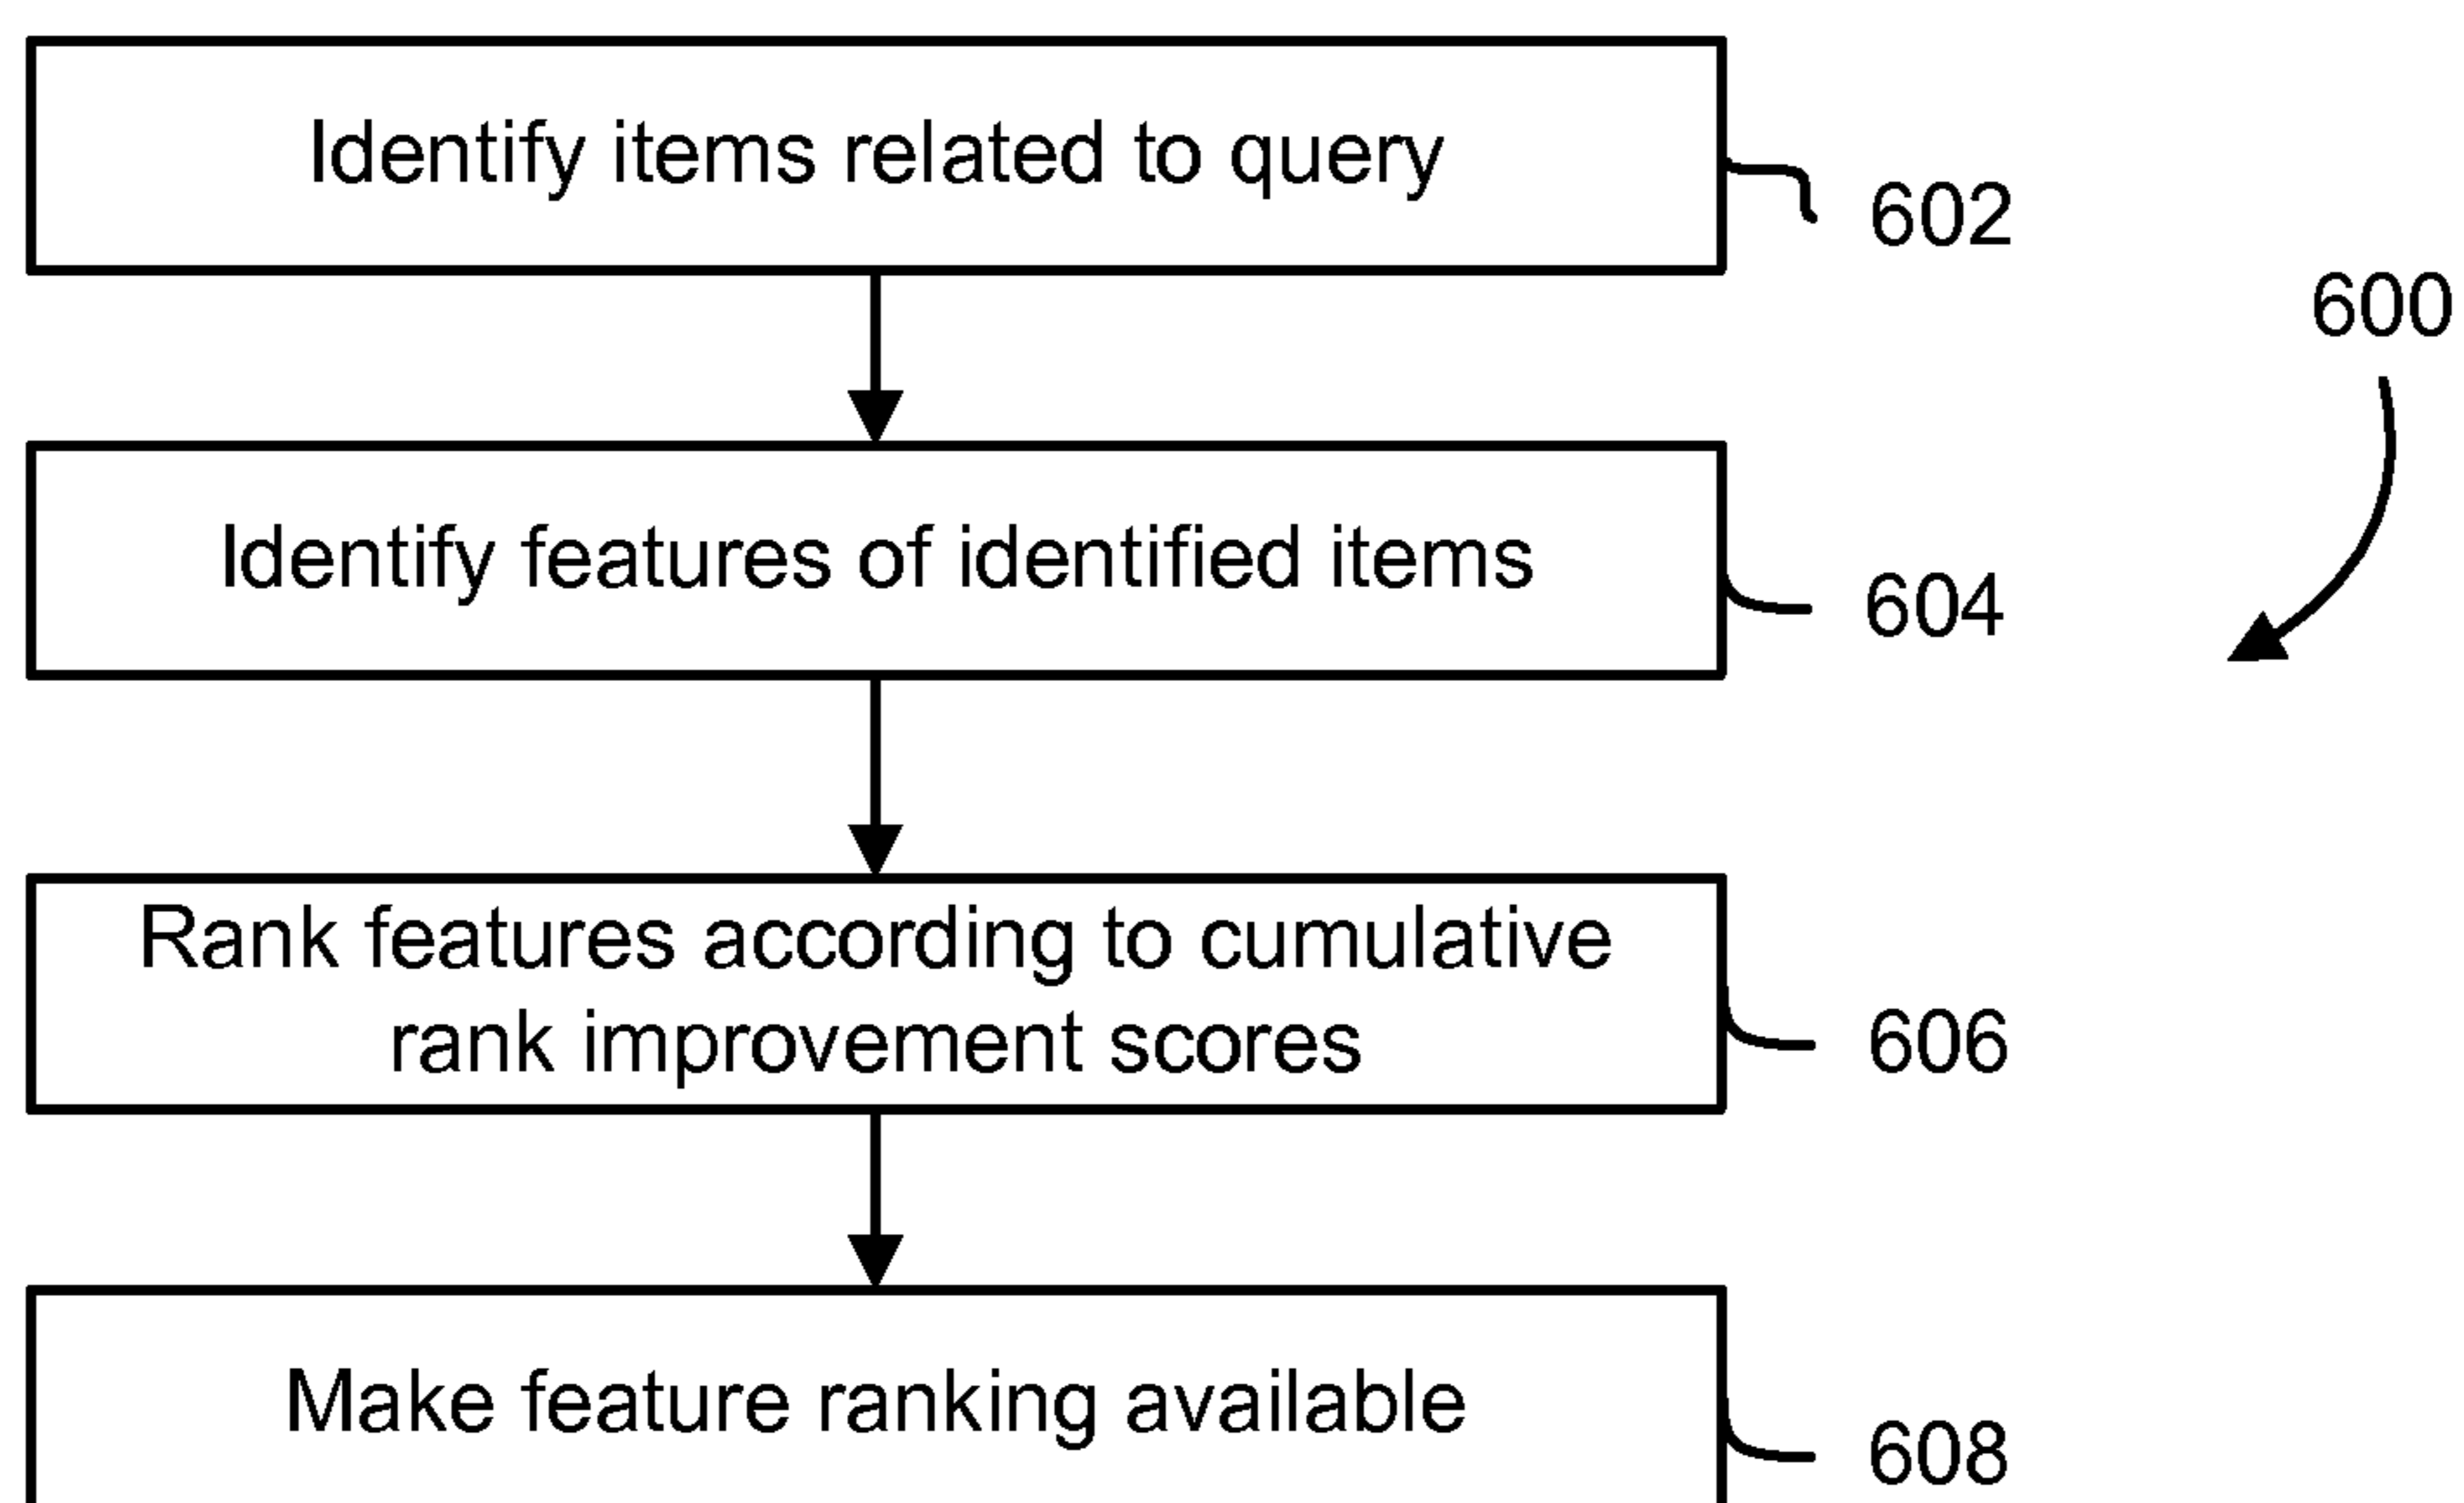 Identify items related to query
602
600
Identify features of identified items
604
Rank features according to cumulative
rank improvement scores
606
Make feature ranking available
608